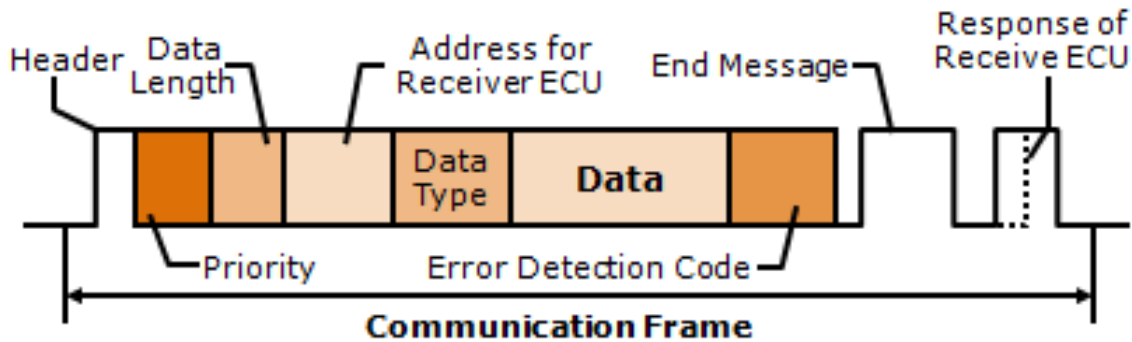 Header
Data
Length
Address for
Receiver ECU
End Message
Response of
Receive ECU
Data
Type
Data
Priority
Error Detection Code
Communication Frame